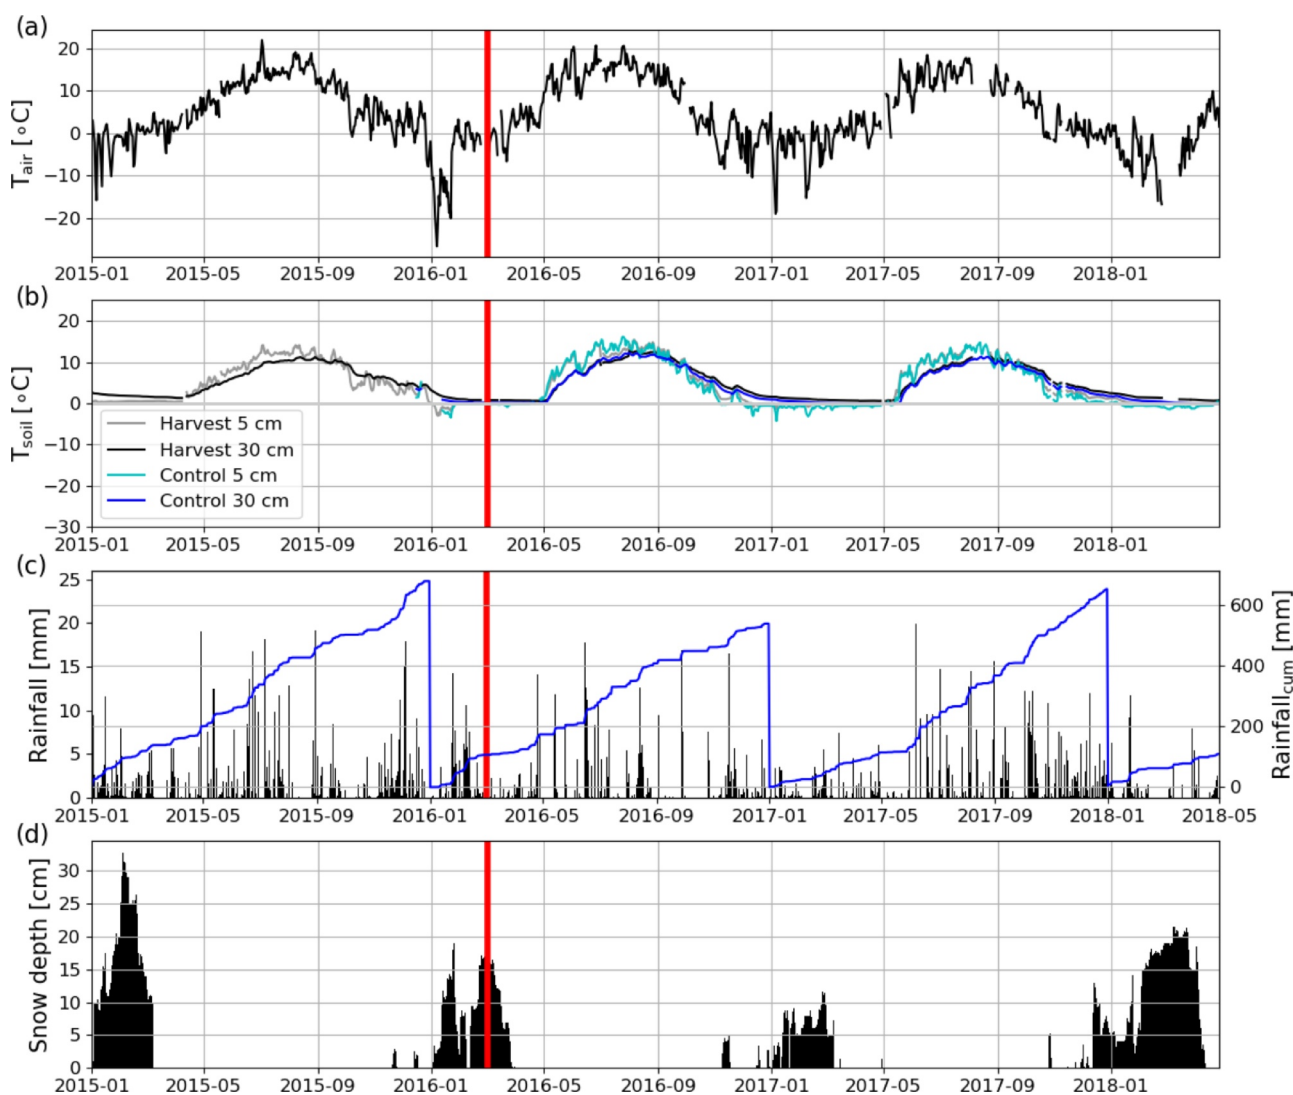 (a)
20
10
0
−10
−20
T_air [∘C]
2015-01 2015-05 2015-09 2016-01 2016-05 2016-09 2017-01 2017-05 2017-09 2018-01
(b)
20
10
0
−10
−20
−30
T_soil [∘C]
Harvest 5 cm
Harvest 30 cm
Control 5 cm
Control 30 cm
2015-01 2015-05 2015-09 2016-01 2016-05 2016-09 2017-01 2017-05 2017-09 2018-01
(c)
25
20
15
10
5
0
Rainfall [mm]
600
400
200
0
Rainfall_cum [mm]
2015-01 2015-05 2015-09 2016-01 2016-05 2016-09 2017-01 2017-05 2017-09 2018-01 2018-05
(d)
30
25
20
15
10
5
0
Snow depth [cm]
2015-01 2015-05 2015-09 2016-01 2016-05 2016-09 2017-01 2017-05 2017-09 2018-01